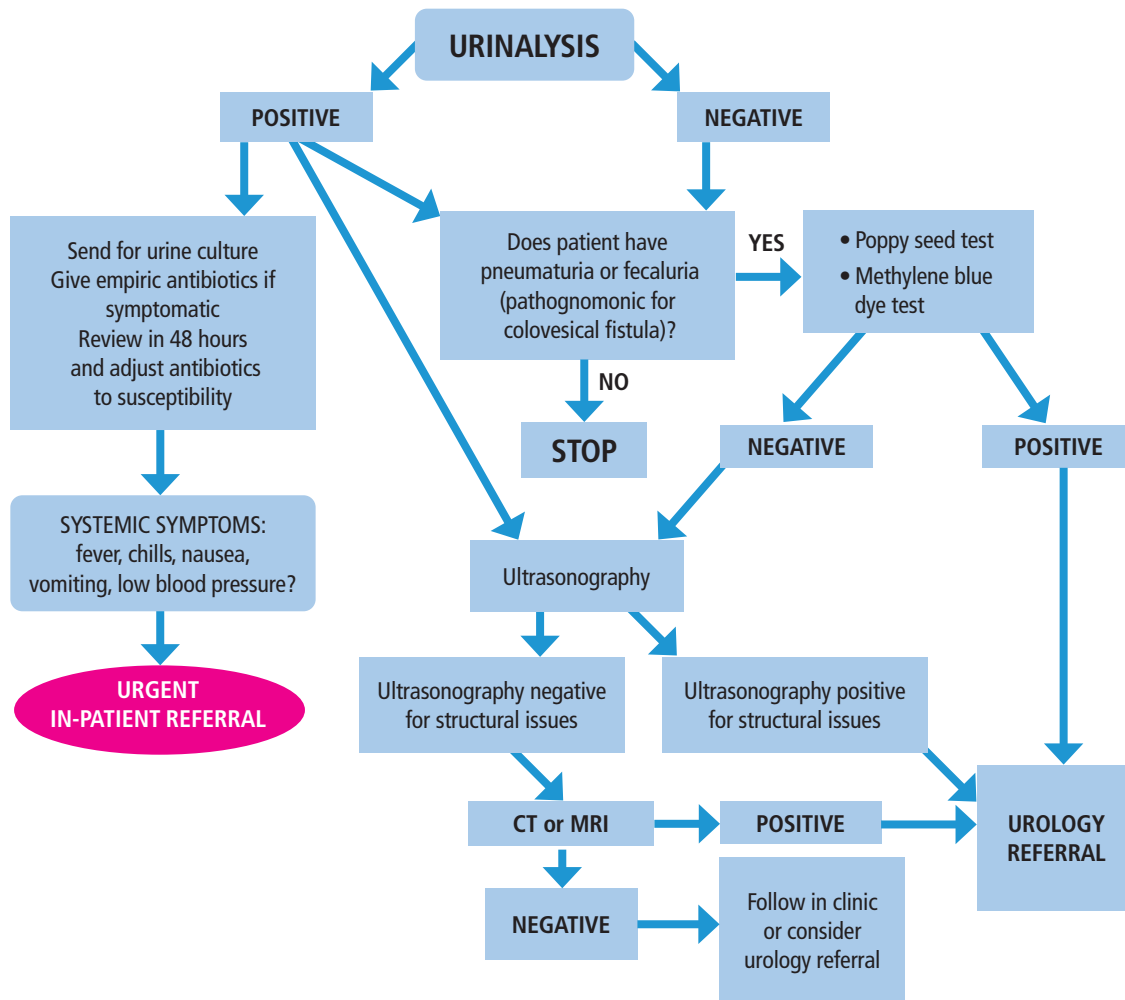 URINALYSIS
POSITIVE
NEGATIVE
Send for urine culture
Give empiric antibiotics if
symptomatic
Review in 48 hours
and adjust antibiotics
to susceptibility
Does patient have
pneumaturia or fecaluria
(pathognomonic for
colovesical fistula)?
YES
• Poppy seed test
• Methylene blue
dye test
NO
STOP
NEGATIVE
POSITIVE
SYSTEMIC SYMPTOMS:
fever, chills, nausea,
vomiting, low blood pressure?
Ultrasonography
URGENT
IN-PATIENT REFERRAL
Ultrasonography negative
for structural issues
Ultrasonography positive
for structural issues
CT or MRI
POSITIVE
UROLOGY
REFERRAL
NEGATIVE
Follow in clinic
or consider
urology referral